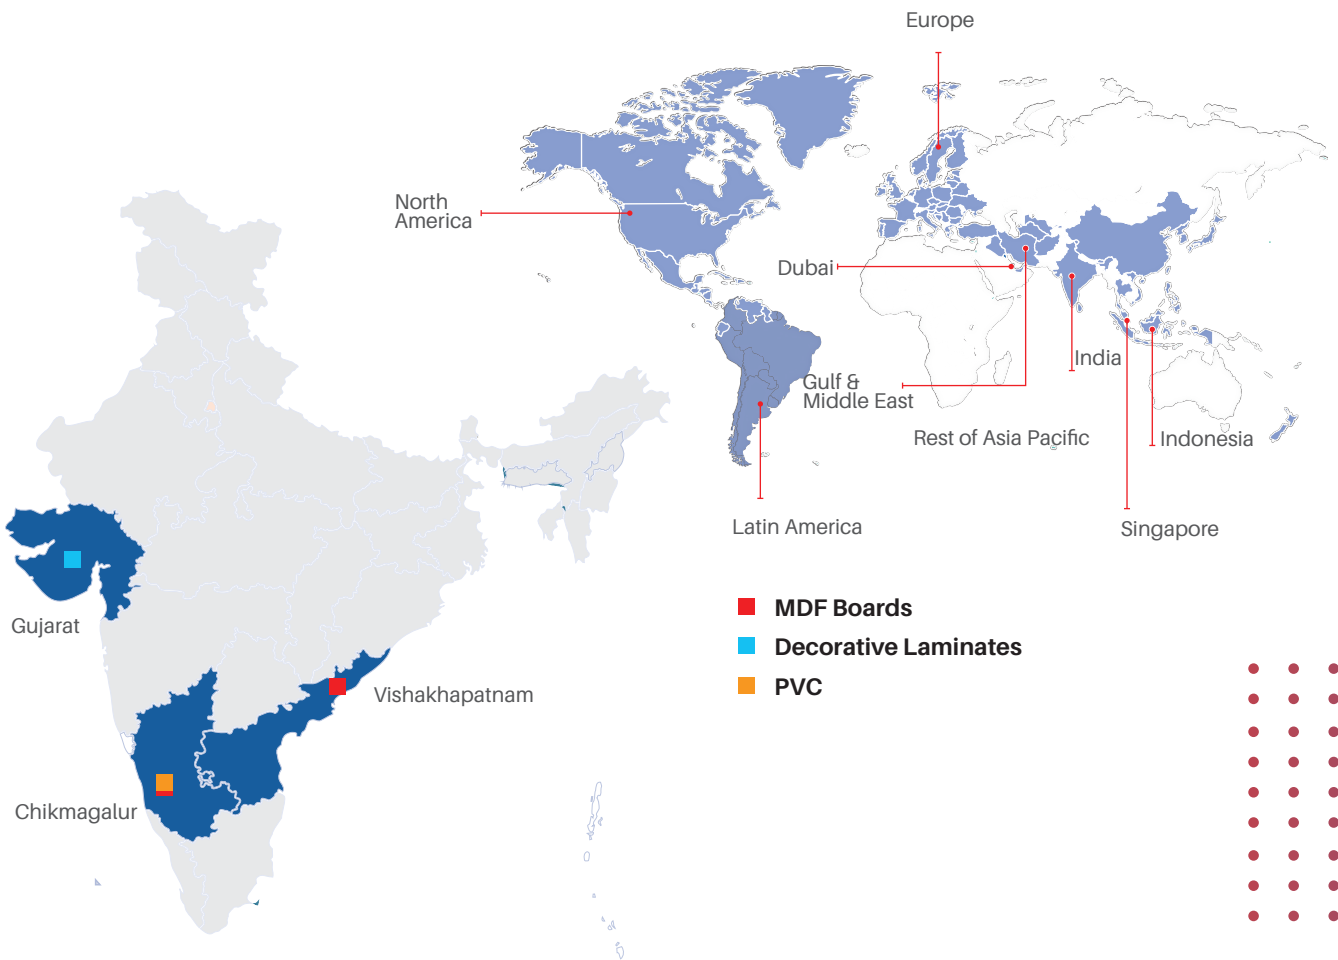 Europe
North
America
Dubai
India
Gulf &
Middle East
Rest of Asia Pacific
Indonesia
Latin America
Singapore
MDF Boards
Decorative Laminates
PVC
Gujarat
Vishakhapatnam
Chikmagalur